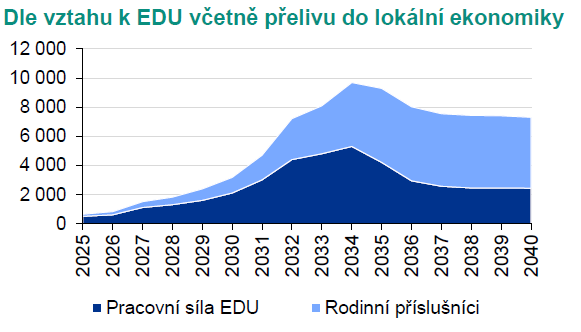 Dle vztahu k EDU včetně přelivu do lokální ekonomiky
12 000
10 000
8 000
6 000
4 000
2 000
0
2025 2026 2027 2028 2029 2030 2031 2032 2033 2034 2035 2036 2037 2038 2039 2040
Pracovní síla EDU Rodinní příslušníci